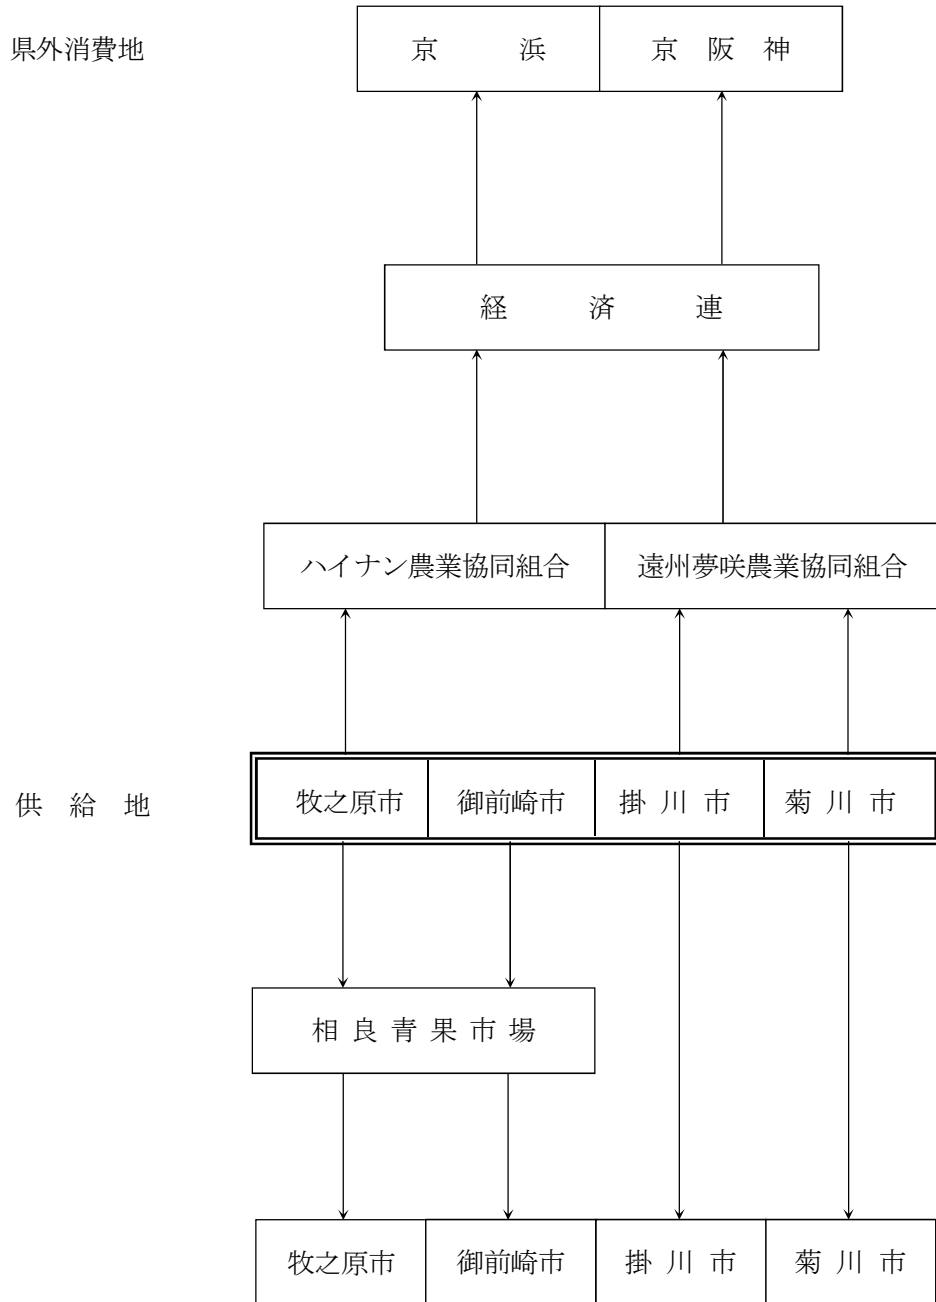 県外消費地
京浜 京阪神
経済連
ハイナン農業協同組合 遠州夢咲農業協同組合
供給地
牧之原市 御前崎市 掛川市 菊川市
相良青果市場
牧之原市 御前崎市 掛川市 菊川市